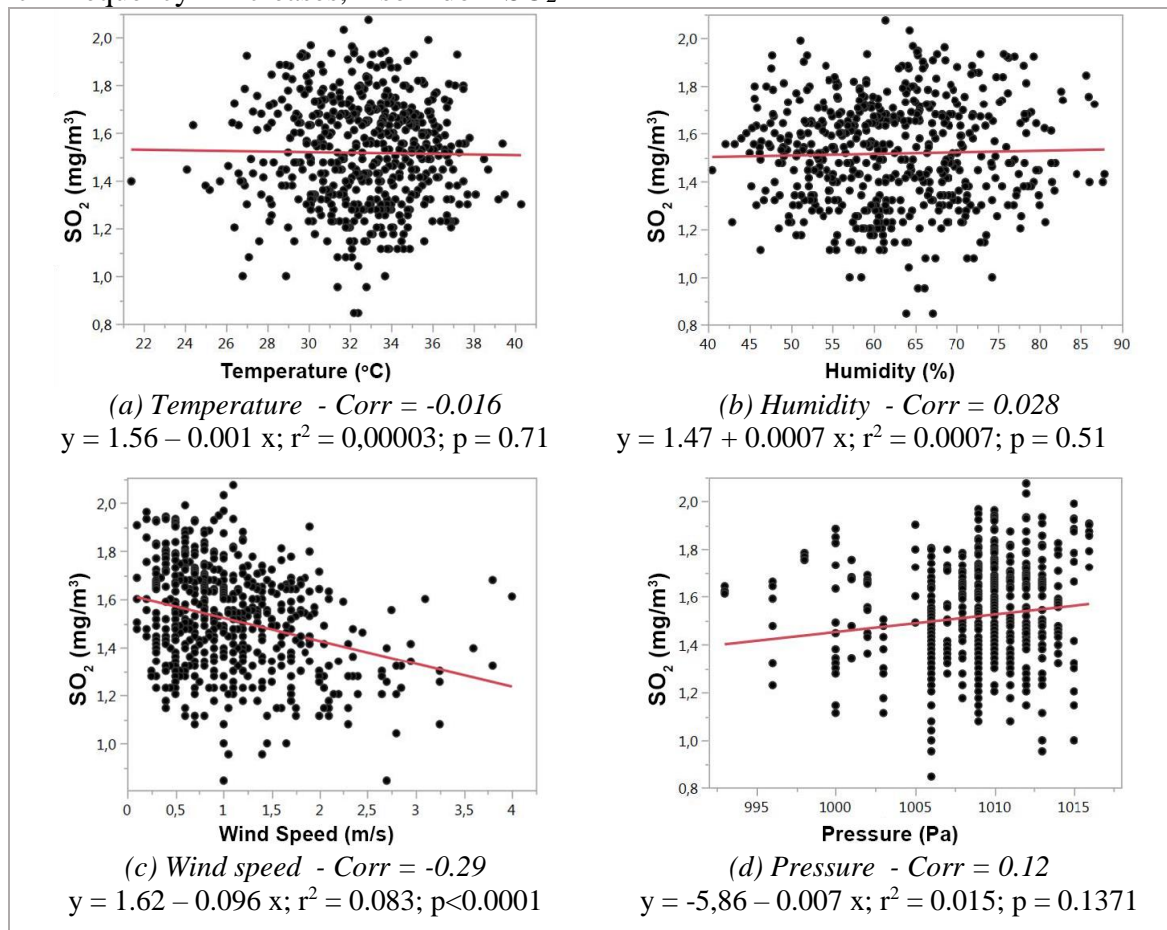 2,0
1,8
1,6
1,4
1,2
1,0
0,8
SO₂ (mg/m³)
22 24 26 28 30 32 34 36 38 40
Temperature (°C)
2,0
1,8
1,6
1,4
1,2
1,0
0,8
SO₂ (mg/m³)
40 45 50 55 60 65 70 75 80 85 90
Humidity (%)
(a) Temperature - Corr = -0.016
y = 1.56 – 0.001 x; r² = 0,00003; p = 0.71
(b) Humidity - Corr = 0.028
y = 1.47 + 0.0007 x; r² = 0.0007; p = 0.51
2,0
1,8
1,6
1,4
1,2
1,0
SO₂ (mg/m³)
0 0,5 1 1,5 2 2,5 3 3,5 4
Wind Speed (m/s)
2,0
1,8
1,6
1,4
1,2
1,0
0,8
SO₂ (mg/m³)
995 1000 1005 1010 1015
Pressure (Pa)
(c) Wind speed - Corr = -0.29
y = 1.62 – 0.096 x; r² = 0.083; p<0.0001
(d) Pressure - Corr = 0.12
y = -5,86 – 0.007 x; r² = 0.015; p = 0.1371